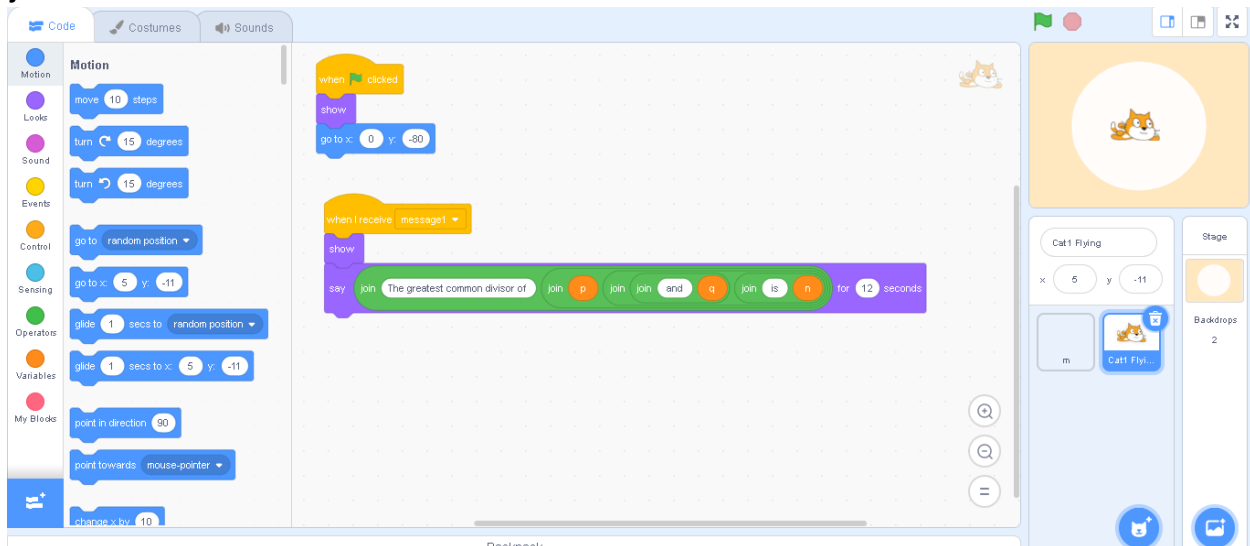 Code
Costumes
Sounds
Motion
Looks
Sound
Events
Control
Sensing
Operators
Variables
My Blocks
Motion
move 10 steps
turn 15 degrees
turn 15 degrees
go to random position
go to x: 5 y: -11
glide 1 secs to random position
glide 1 secs to x: 5 y: -11
point in direction 90
point towards mouse-pointer
change x by 10
when clicked
show
go to x: 0 y: -80
when I receive message1
show
say join The greatest common divisor of join p join join and q join is n for 12 seconds
Cat1 Flying
x 5 y -11
m
Cat1 Flyi...
Stage
Backdrops
2